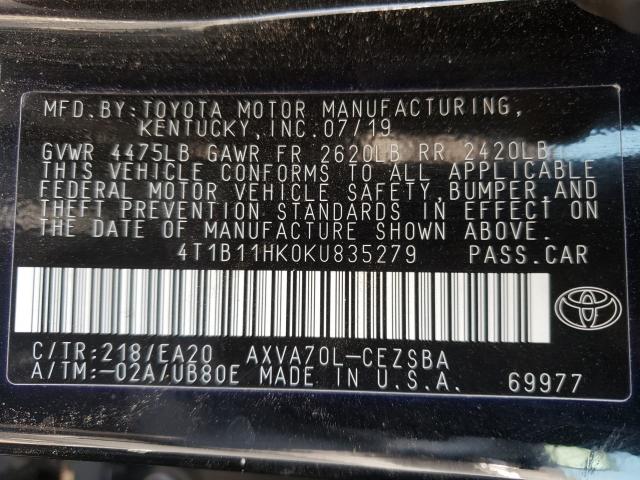 MFD.BY:TOYOTA MOTOR MANUFACTURING,
KENTUCKY,INC.07/19
GVWR 4475LB GAWR FR 2620LB RR 2420LB
THIS VEHICLE CONFORMS TO ALL APPLICABLE
FEDERAL MOTOR VEHICLE SAFETY,BUMPER,AND
THEFT PREVENTION STANDARDS IN EFFECT ON
THE DATE OF MANUFACTURE SHOWN ABOVE.
4T1B11HK0KU835279 PASS.CAR
C/TR:218/EA20 AXVA70L-CEZSBA
A/TM:-02A/UB80E MADE IN U.S.A. 69977